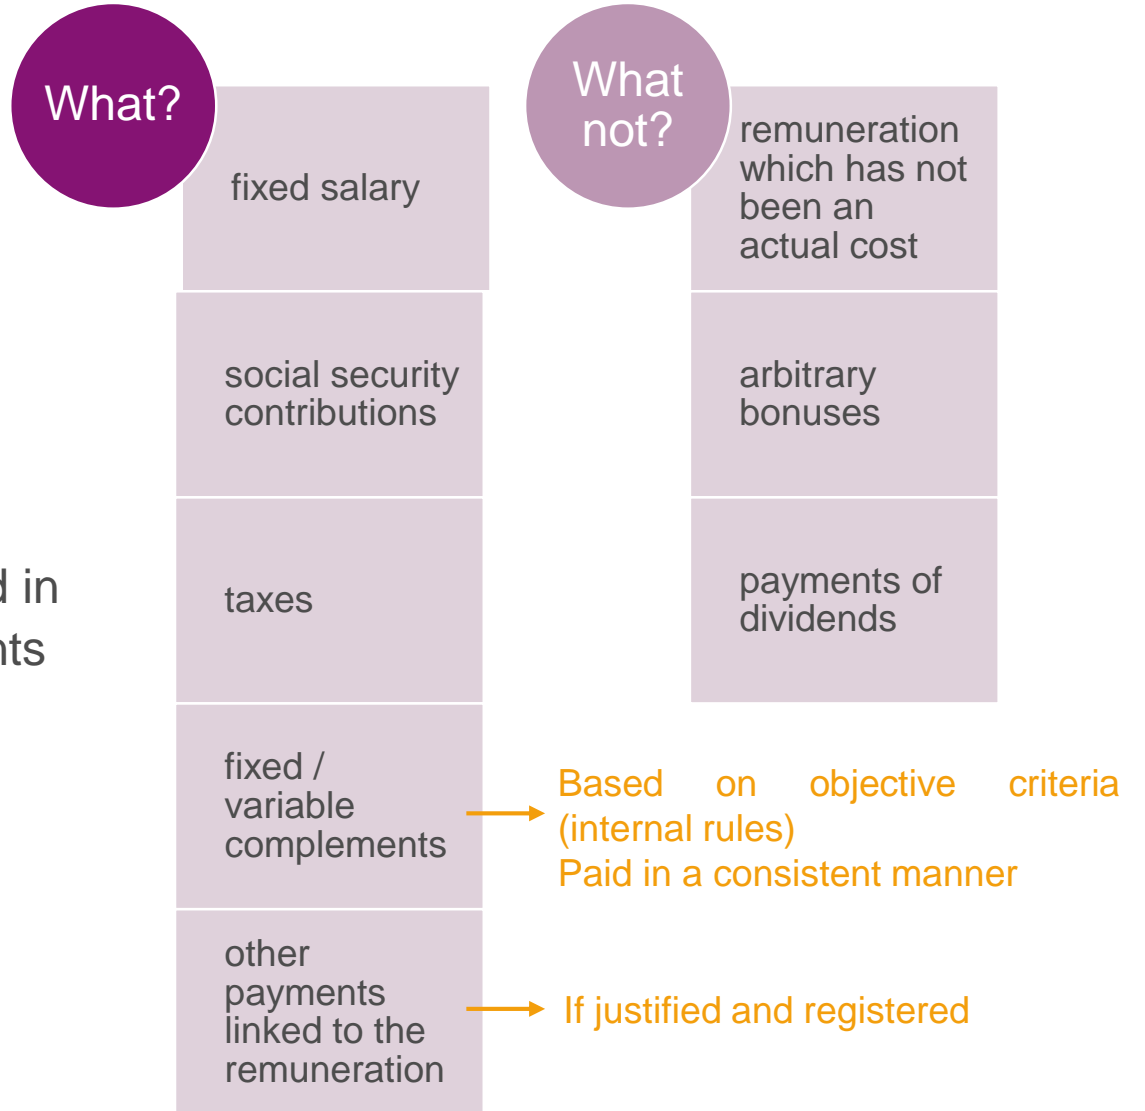 What?
fixed salary
social security
contributions
taxes
fixed /
variable
complements
other
payments
linked to the
remuneration
What
not?
remuneration
which has not
been an
actual cost
arbitrary
bonuses
payments of
dividends
Based on objective criteria
(internal rules)
Paid in a consistent manner
If justified and registered
in